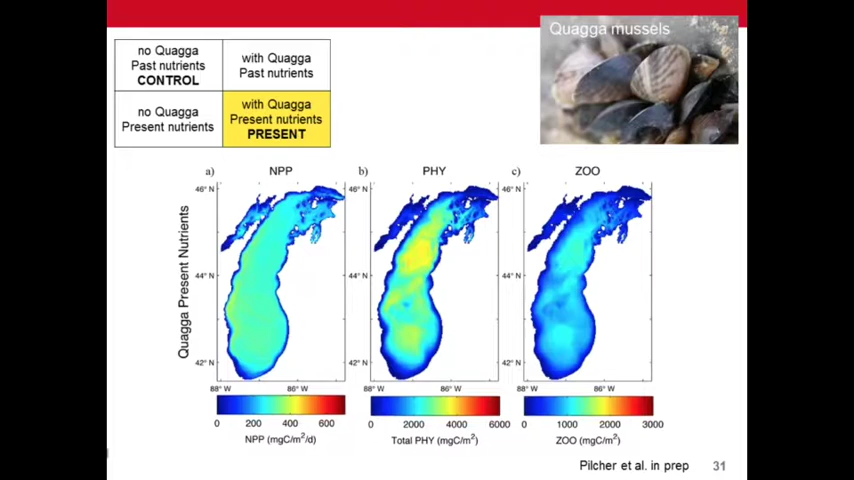 Quagga mussels
no Quagga
Past nutrients
CONTROL
with Quagga
Past nutrients
no Quagga
Present nutrients
with Quagga
Present nutrients
PRESENT
a) NPP
b) PHY
c) ZOO
Quagga Present Nutrients
46° N
44° N
42° N
88° W 86° W
46° N
44° N
42° N
88° W 86° W
46° N
44° N
42° N
88° W 86° W
0 200 400 600
NPP (mgC/m²/d)
0 2000 4000 6000
Total PHY (mgC/m²)
0 1000 2000 3000
ZOO (mgC/m²)
Pilcher et al. in prep 31